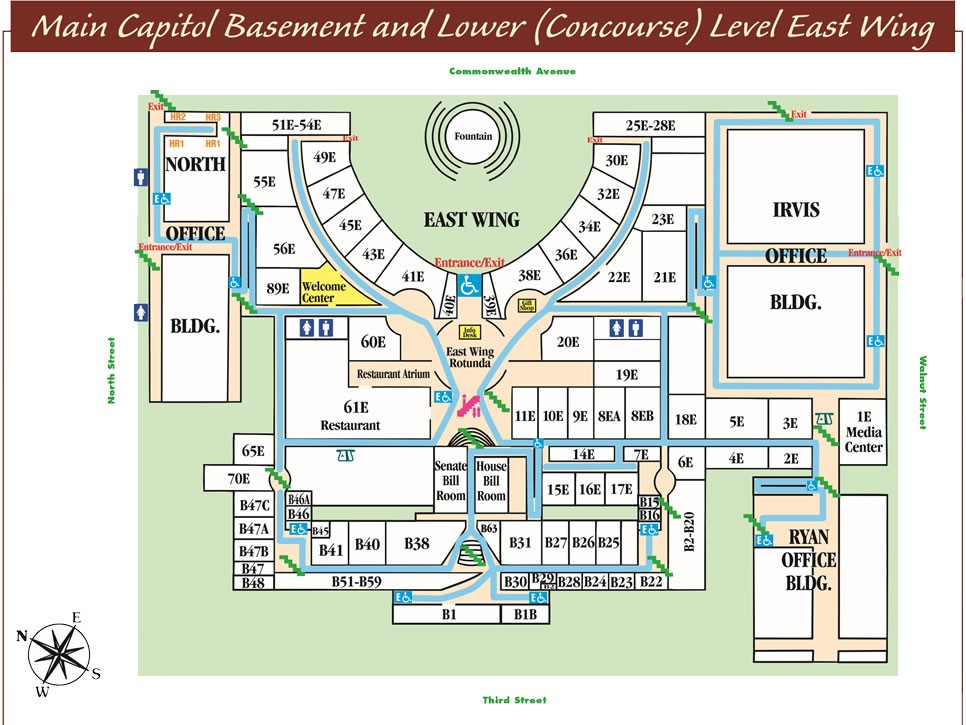 Main Capitol Basement and Lower (Concourse) Level East Wing
Commonwealth Avenue
Exit
HR2
HR3
HR1
HR1
NORTH
OFFICE
Entrance/Exit
BLDG.
51E-54E
Exit
49E
47E
45E
43E
41E
40E
55E
56E
89E
Welcome
Center
Fountain
EAST WING
Entrance/Exit
25E-28E
Exit
30E
32E
34E
36E
38E
39E
Gift
Shop
23E
22E
21E
Exit
IRVIS
OFFICE
Entrance/Exit
BLDG.
E
E
E
E
Info
Desk
East Wing
Rotunda
60E
Restaurant Atrium
61E
Restaurant
20E
19E
11E
10E
9E
8EA
8EB
18E
5E
3E
1E
Media
Center
4E
2E
6E
14E
7E
15E
16E
17E
B15
B16
E
B2-B20
65E
70E
B47C
B47A
B47B
B47
B48
B46A
B46
E
B45
B41
B40
B38
Senate
Bill
Room
House
Bill
Room
B63
B31
B27
B26
B25
B51-B59
B30
B29
B28
B24
B23
B22
E
E
B1
B1B
E
RYAN
OFFICE
BLDG.
North Street
Walnut Street
Third Street
N
E
S
W